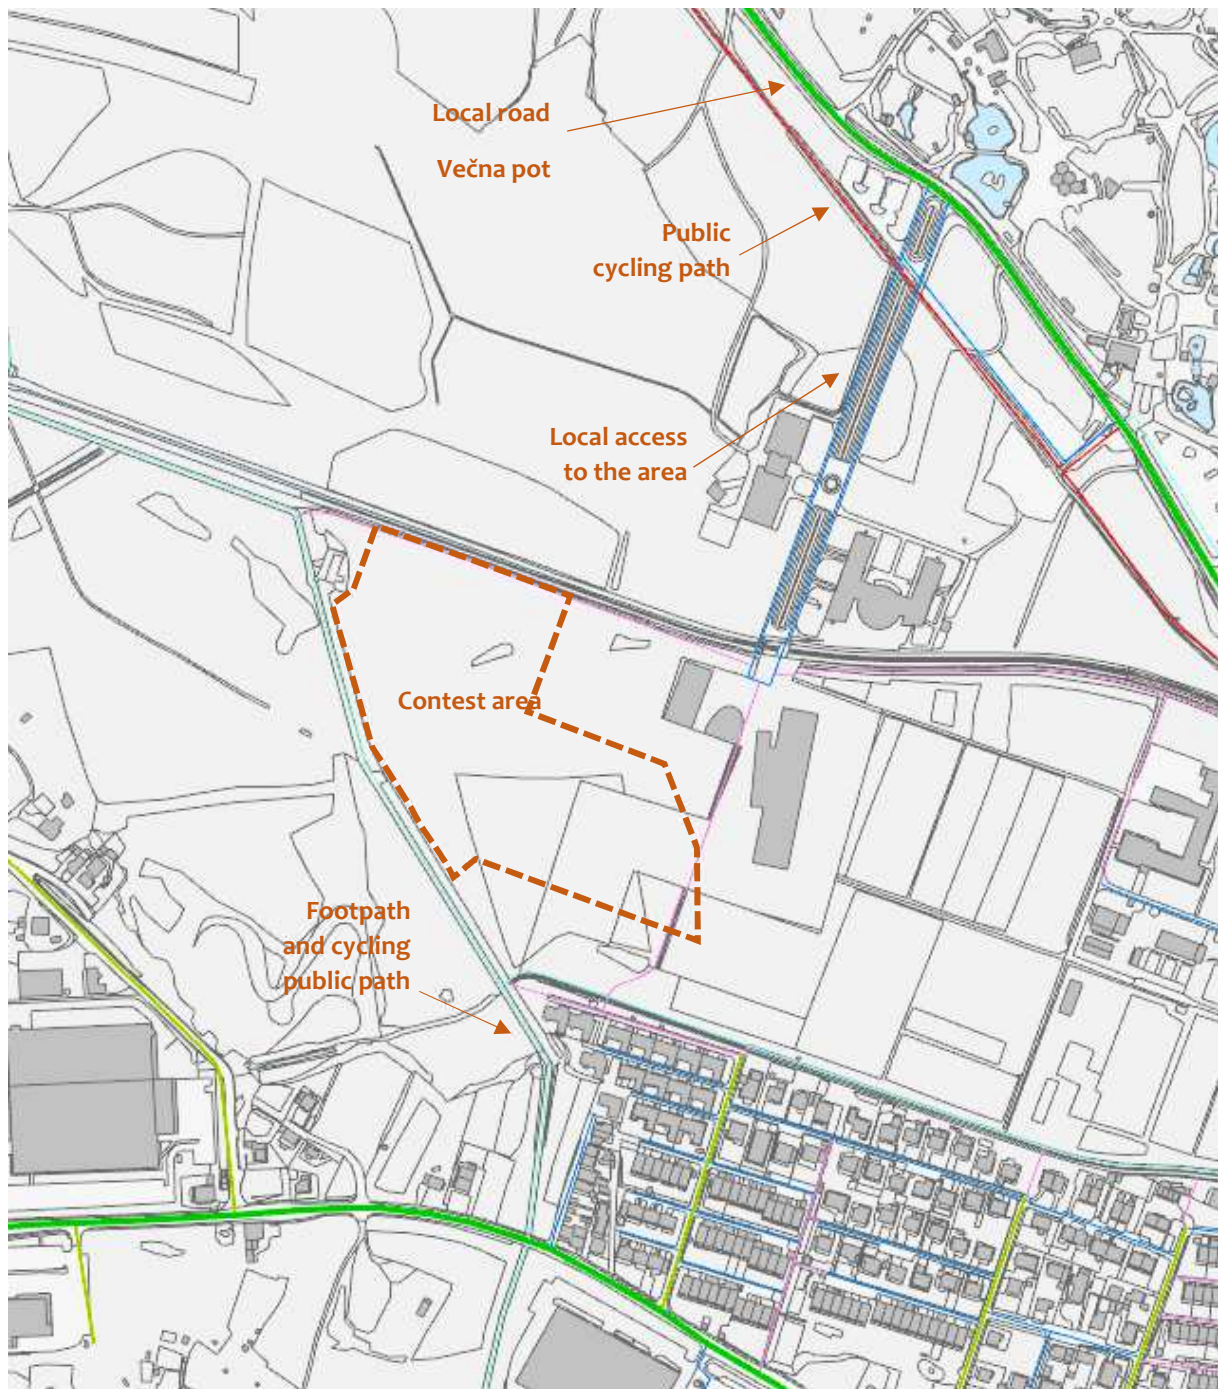 Local road
Večna pot
Public
cycling path
Local access
to the area
Contest area
Footpath
and cycling
public path